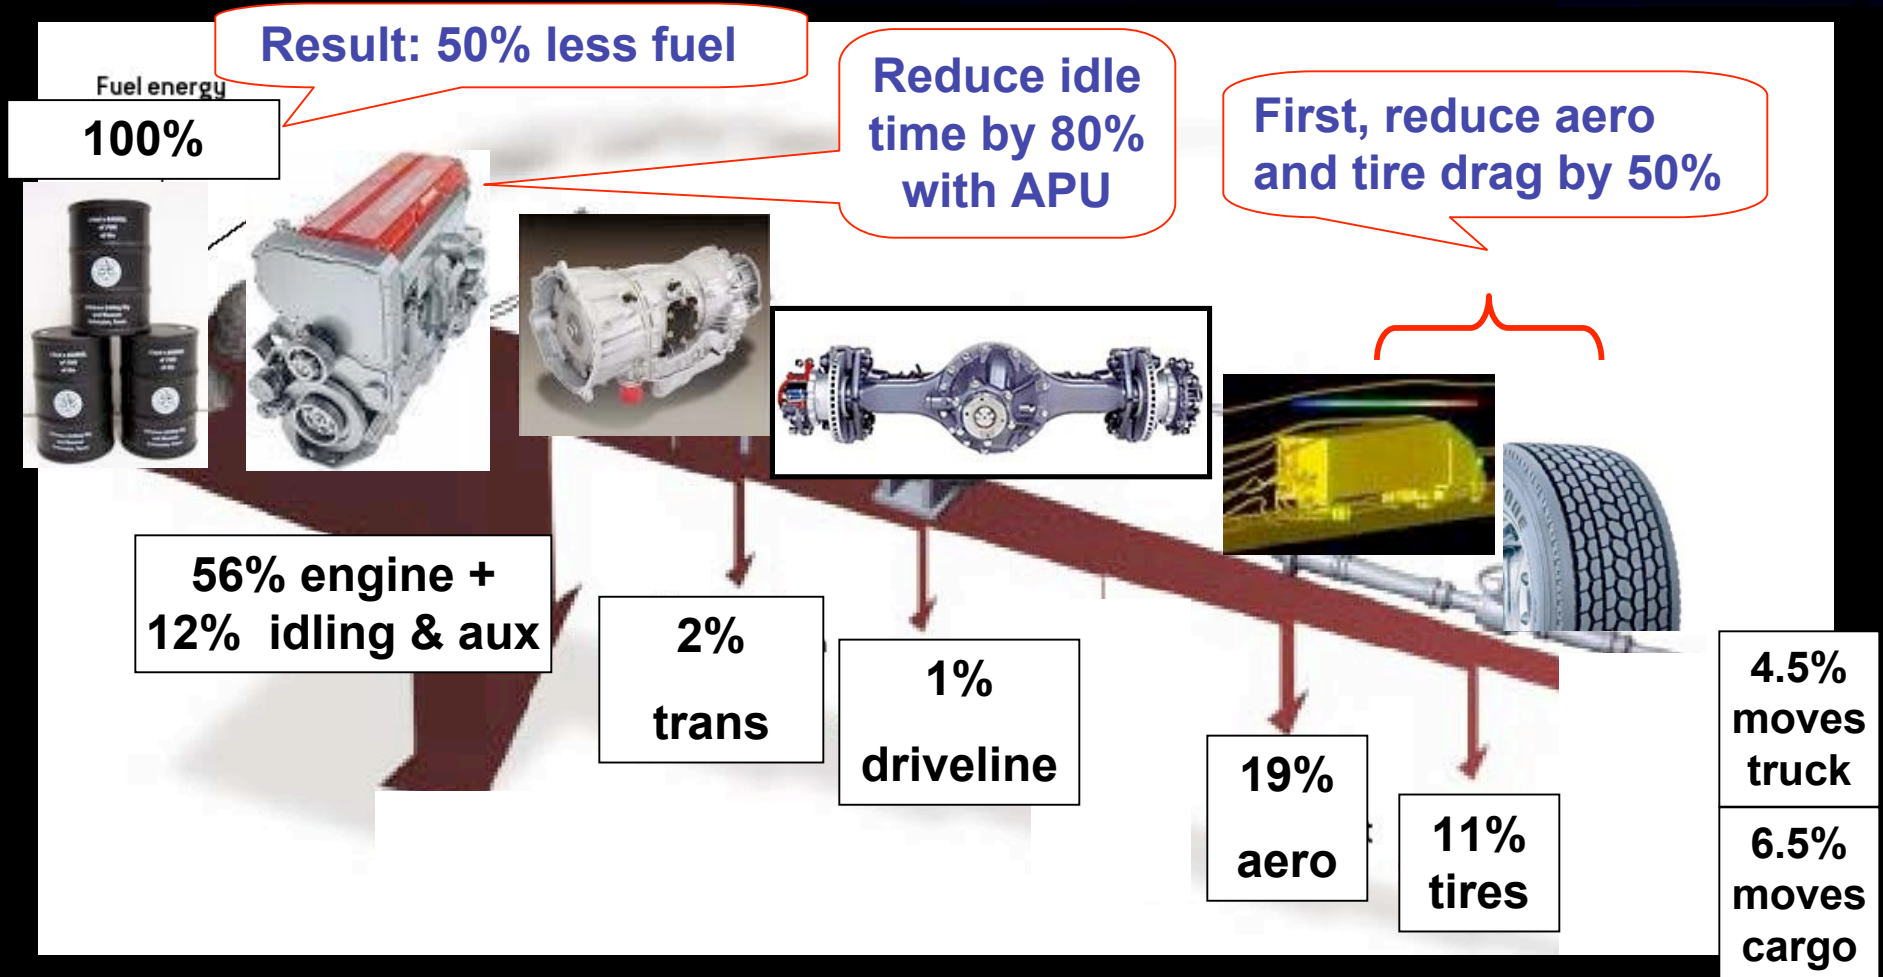 Result: 50% less fuel
Fuel energy
100%
Reduce idle
time by 80%
with APU
First, reduce aero
and tire drag by 50%
56% engine +
12% idling & aux
2%
trans
1%
driveline
19%
aero
11%
tires
4.5%
moves
truck
6.5%
moves
cargo